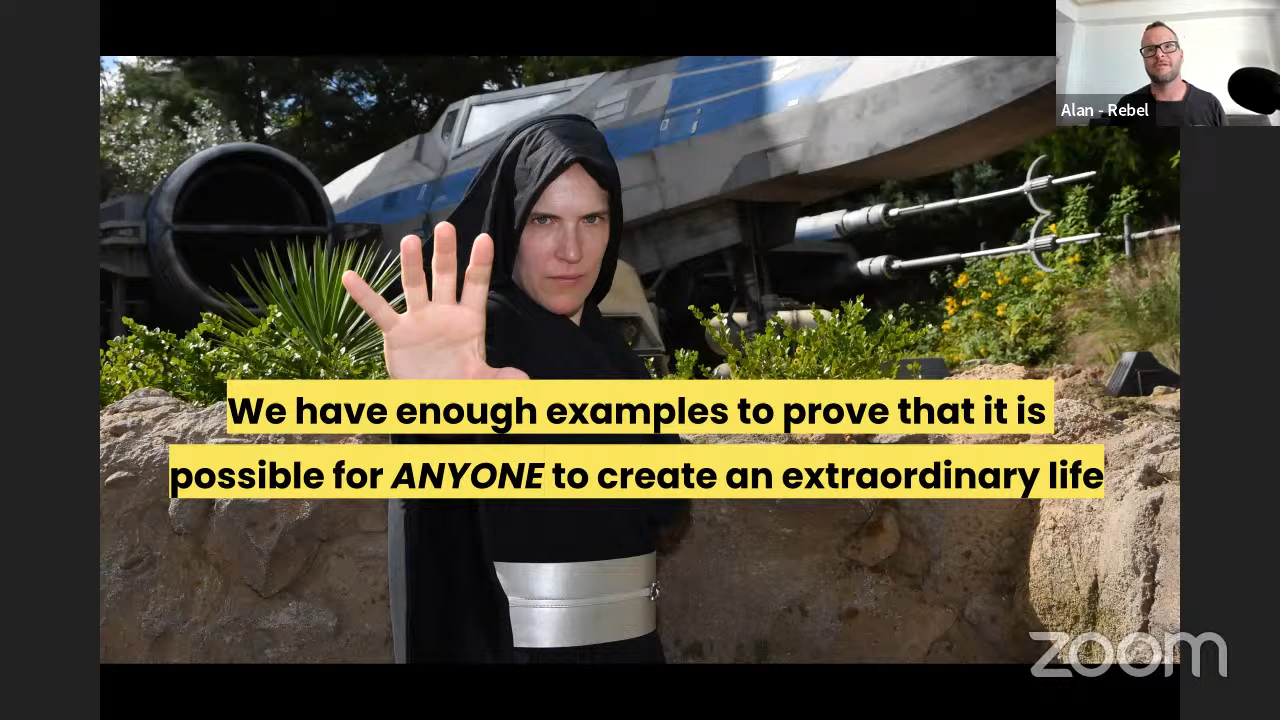 Alan - Rebel
We have enough examples to prove that it is
possible for ANYONE to create an extraordinary life
zoom